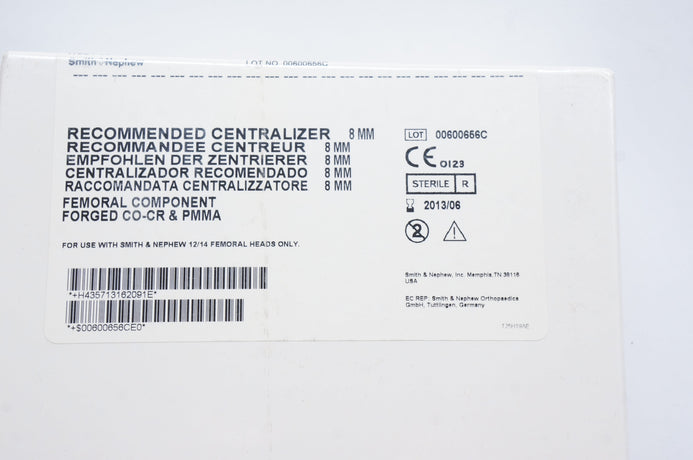 Smith & Nephew LOT NO. 00600656C
RECOMMENDED CENTRALIZER 8 MM
RECOMMANDEE CENTREUR 8 MM
EMPFOHLEN DER ZENTRIERER 8 MM
CENTRALIZADOR RECOMENDADO 8 MM
RACCOMANDATA CENTRALIZZATORE 8 MM
FEMORAL COMPONENT
FORGED CO-CR & PMMA
FOR USE WITH SMITH & NEPHEW 12/14 FEMORAL HEADS ONLY.
*+H435713162091E*
*+$00600656CE0*
LOT 00600656C
CE 0123
STERILE R
2013/06
2
Smith & Nephew, Inc. Memphis, TN 38116
USA
EC REP: Smith & Nephew Orthopaedics
GmbH, Tuttlingen, Germany